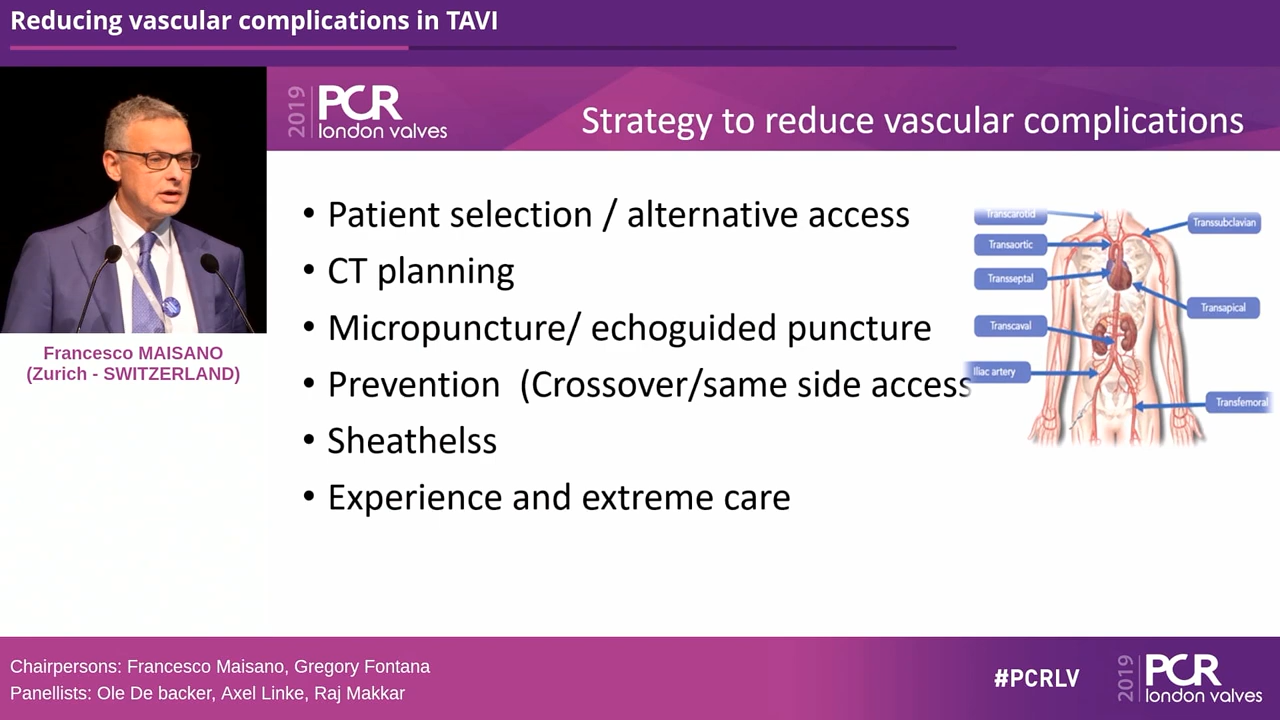 Reducing vascular complications in TAVI
2019 PCR
london valves
Strategy to reduce vascular complications
• Patient selection / alternative access
• CT planning
• Micropuncture/ echoguided puncture
• Prevention  (Crossover/same side access
• Sheathelss
• Experience and extreme care
Transcarotid
Transsubclavian
Transaortic
Transseptal
Transapical
Transcaval
Iliac artery
Transfemoral
Francesco MAISANO
(Zurich - SWITZERLAND)
Chairpersons: Francesco Maisano, Gregory Fontana
Panellists: Ole De backer, Axel Linke, Raj Makkar
#PCRLV
2019 PCR
london valves